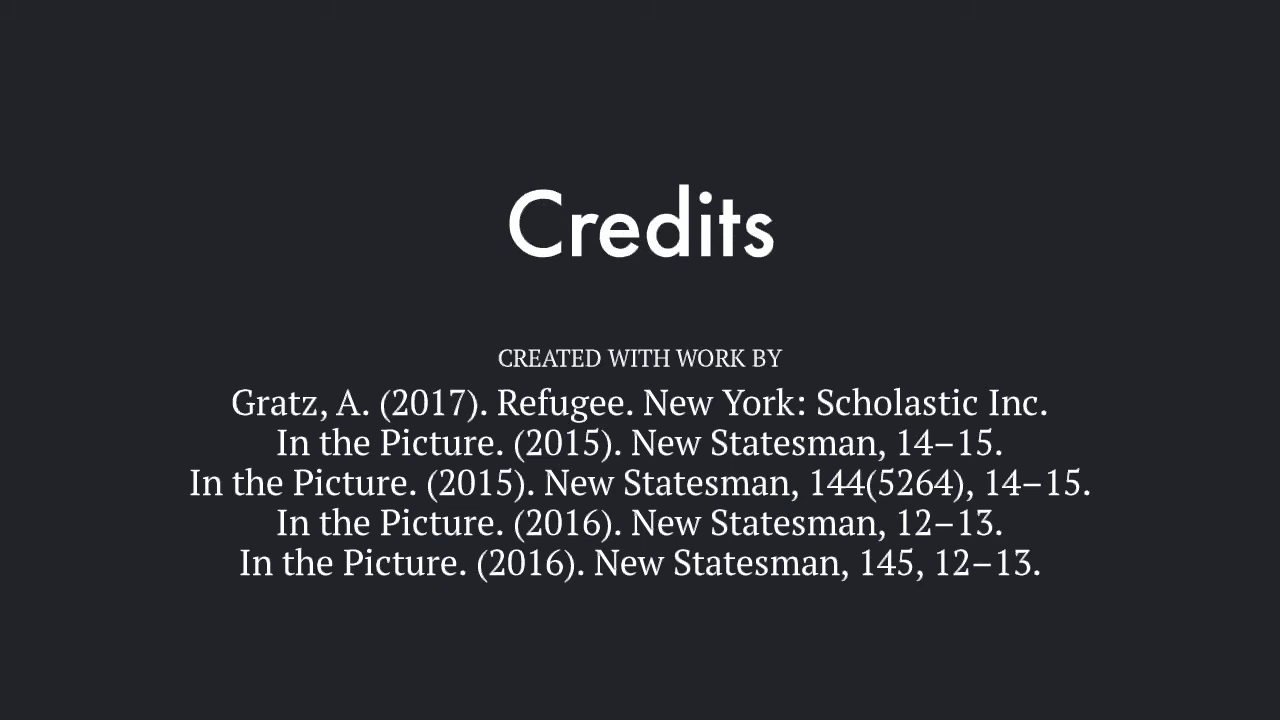 Credits
CREATED WITH WORK BY
Gratz, A. (2017). Refugee. New York: Scholastic Inc.
In the Picture. (2015). New Statesman, 14–15.
In the Picture. (2015). New Statesman, 144(5264), 14–15.
In the Picture. (2016). New Statesman, 12–13.
In the Picture. (2016). New Statesman, 145, 12–13.